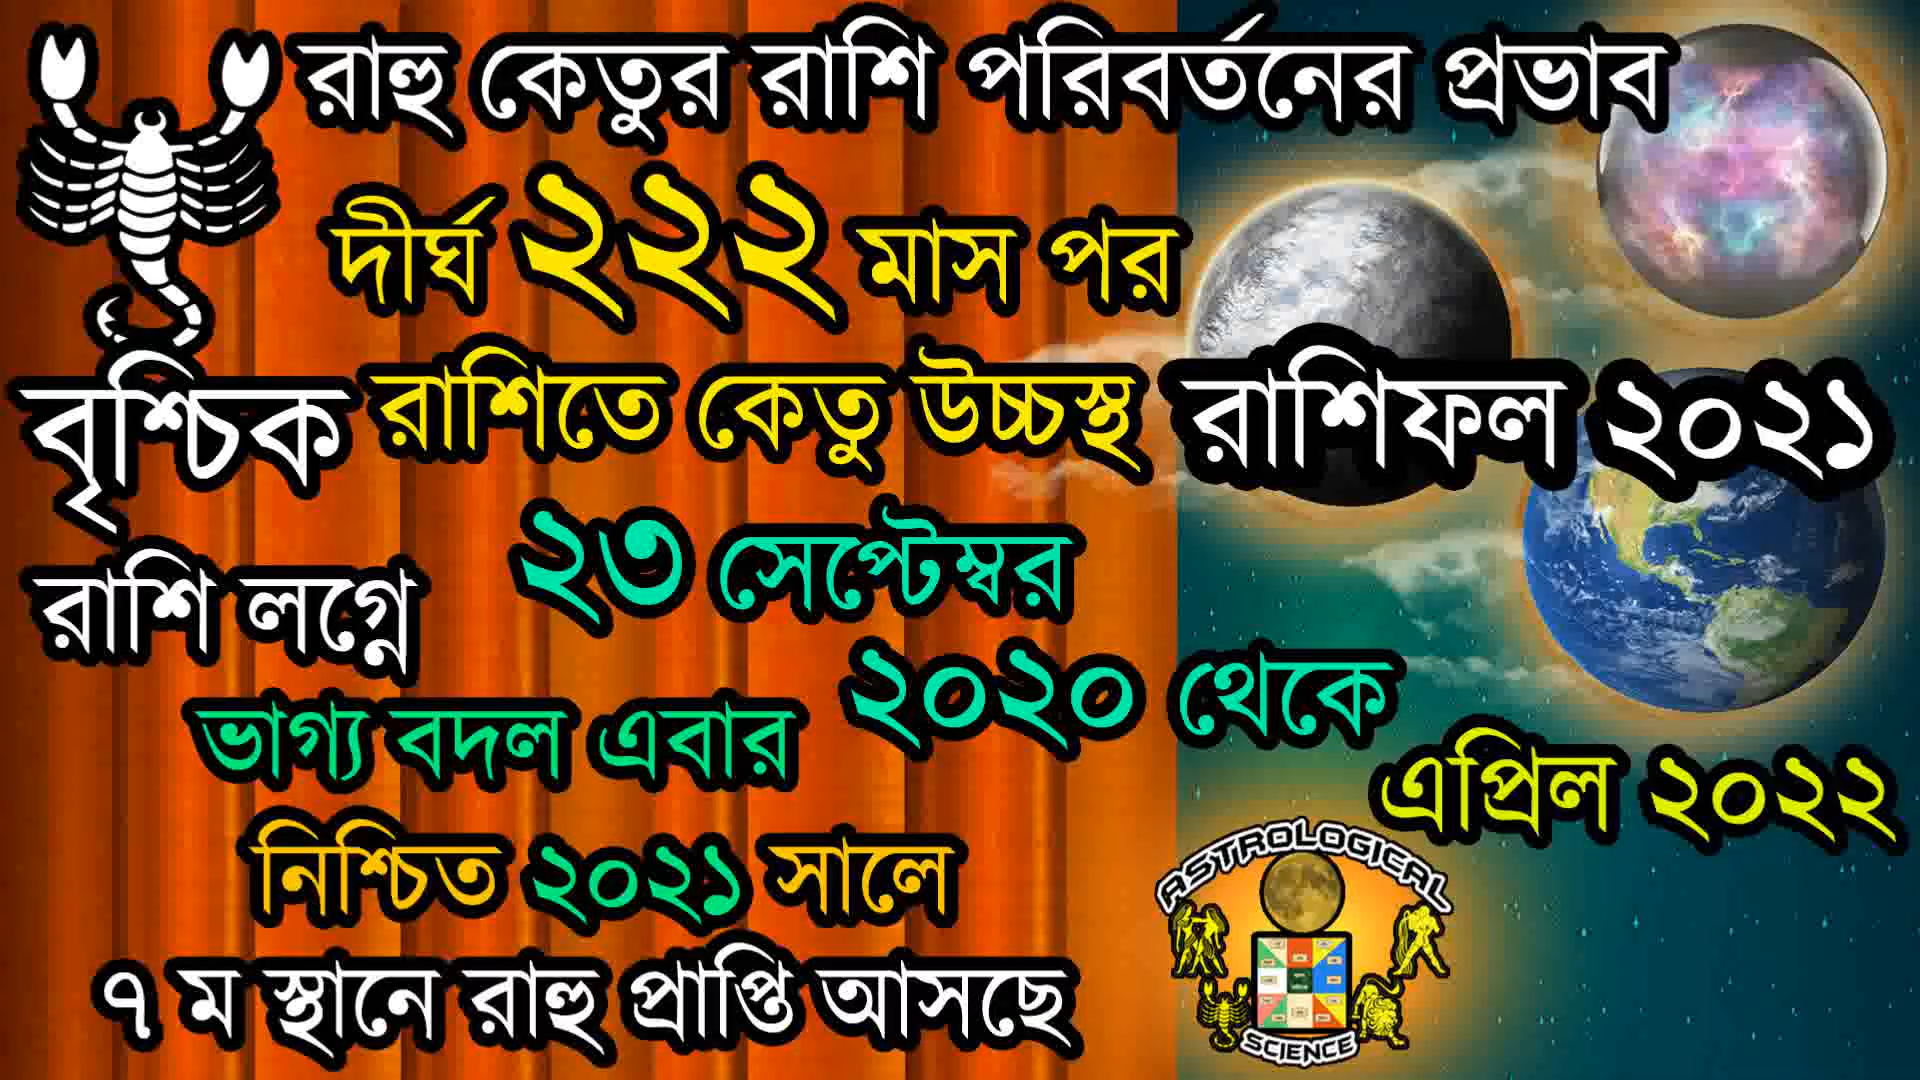 রাহু কেতুর রাশি পরিবর্তনের প্রভাব
দীর্ঘ ২২২ মাস পর
বৃশ্চিক রাশিতে কেতু উচ্চস্থ রাশিফল ২০২১
রাশি লগ্নে ২৩ সেপ্টেম্বর
২০২০ থেকে
ভাগ্য বদল এবার
এপ্রিল ২০২২
নিশ্চিত ২০২১ সালে
৭ ম স্থানে রাহু প্রাপ্তি আসছে
ASTROLOGICAL
SCIENCE